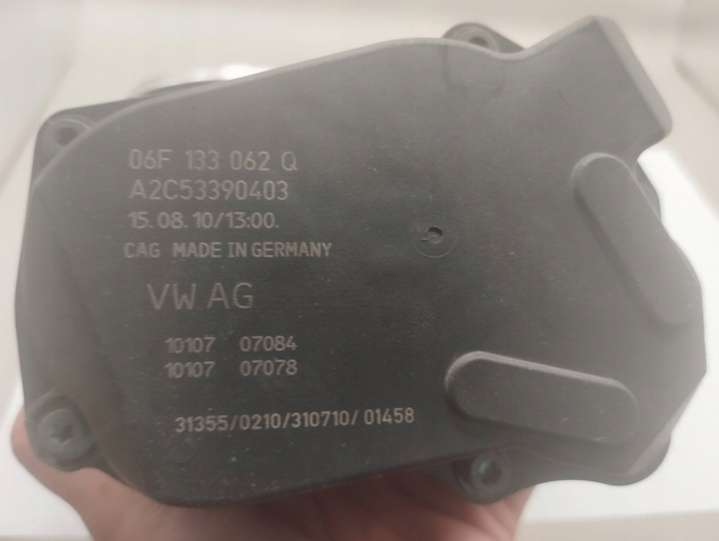 06F 133 062 Q
A2C53390403
15.08.10/13:00.
CAG MADE IN GERMANY
VW AG
10107 07084
10107 07078
31355/0210/310710/01458